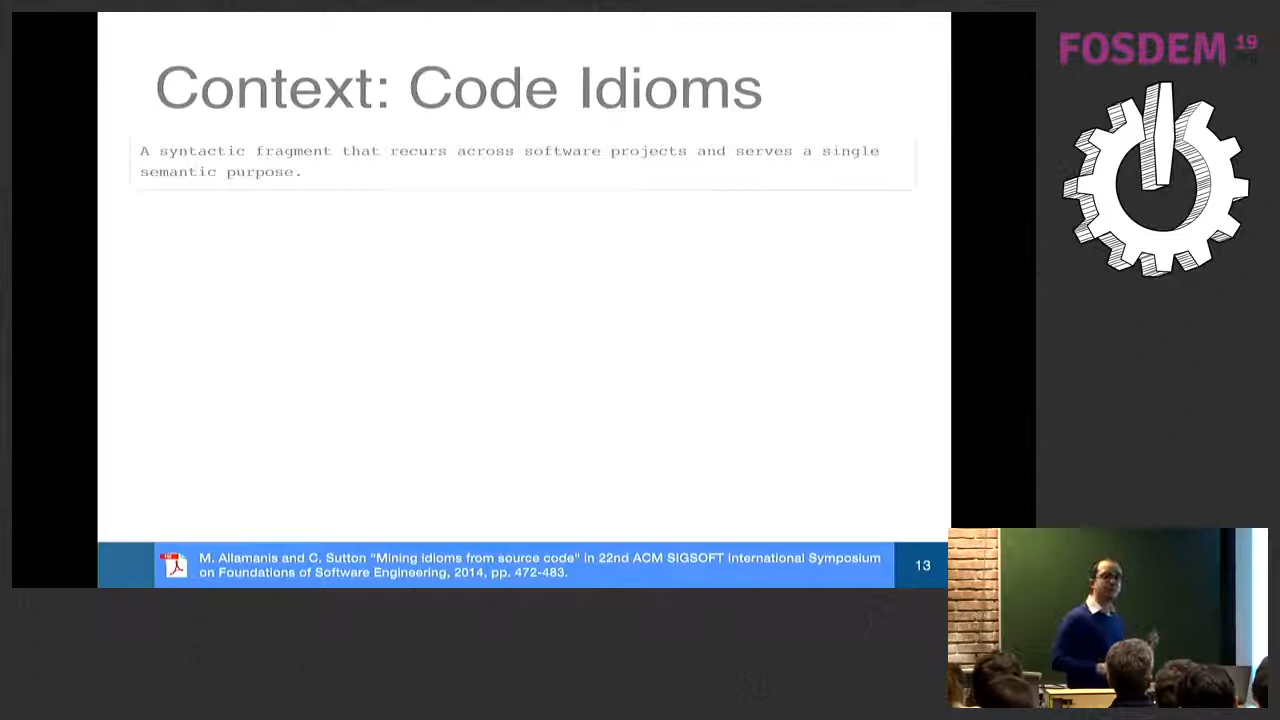 FOSDEM 19
Context: Code Idioms
A syntactic fragment that recurs across software projects and serves a single
semantic purpose.
M. Allamanis and C. Sutton "Mining idioms from source code" in 22nd ACM SIGSOFT International Symposium
on Foundations of Software Engineering, 2014, pp. 472-483.
13